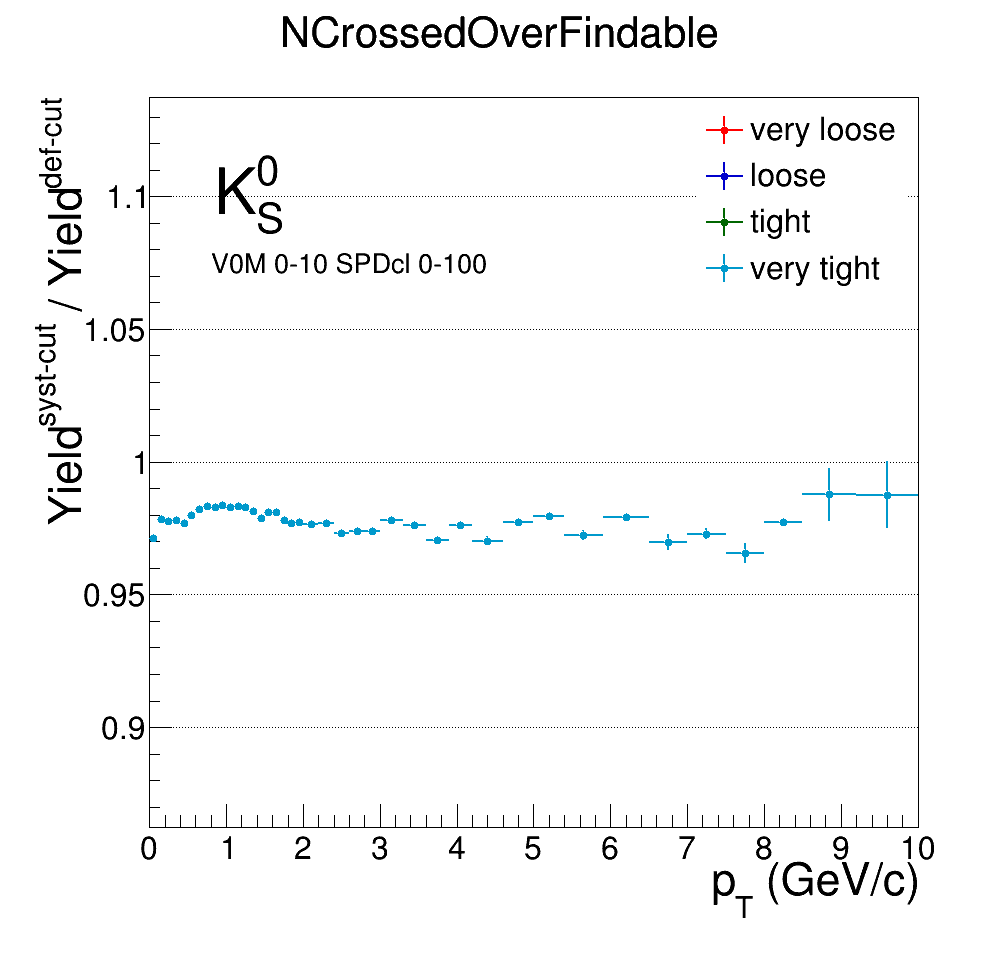 NCrossedOverFindable
Yield^syst-cut / Yield^def-cut
K^0_S
V0M 0-10 SPDcl 0-100
very loose
loose
tight
very tight
1.1
1.05
1
0.95
0.9
0 1 2 3 4 5 6 7 8 9 10
p_T (GeV/c)